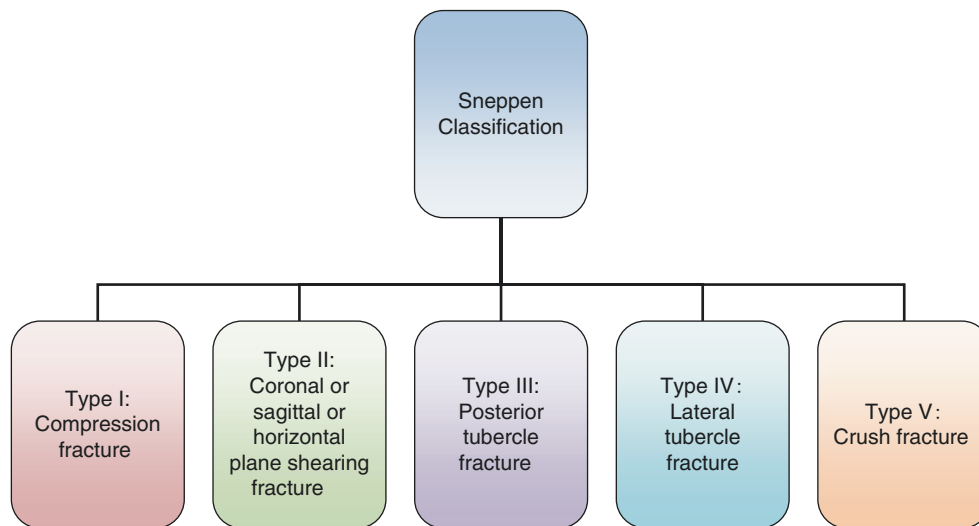 Sneppen
Classification
Type I:
Compression
fracture
Type II:
Coronal or
sagittal or
horizontal
plane shearing
fracture
Type III:
Posterior
tubercle
fracture
Type IV:
Lateral
tubercle
fracture
Type V:
Crush fracture